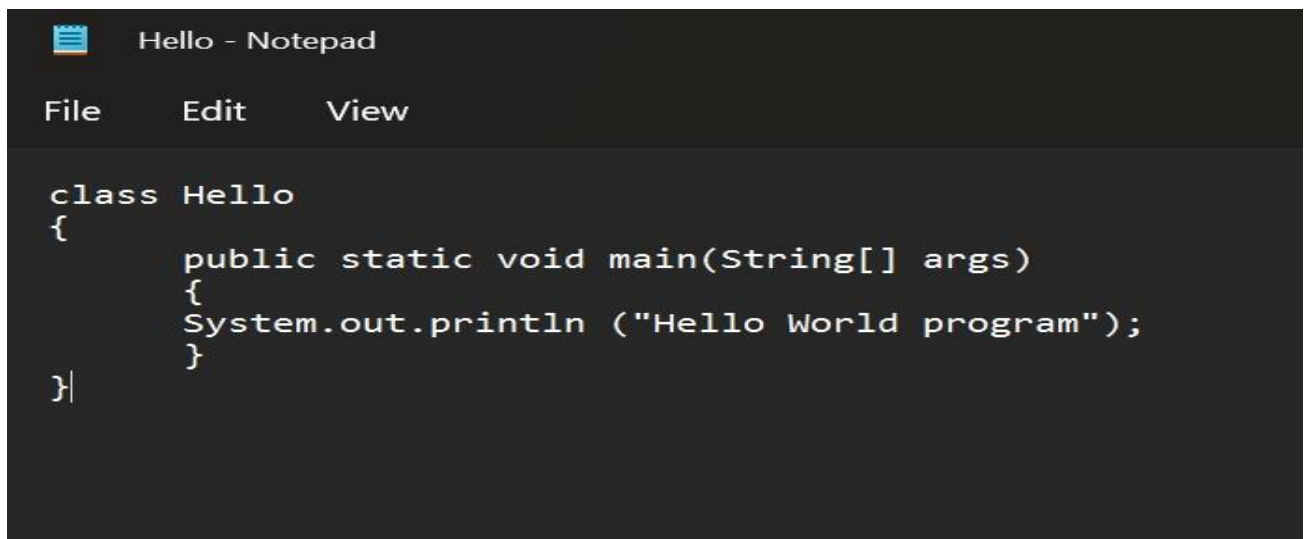 Hello - Notepad
File Edit View
class Hello
{
public static void main(String[] args)
{
System.out.println ("Hello World program");
}
}